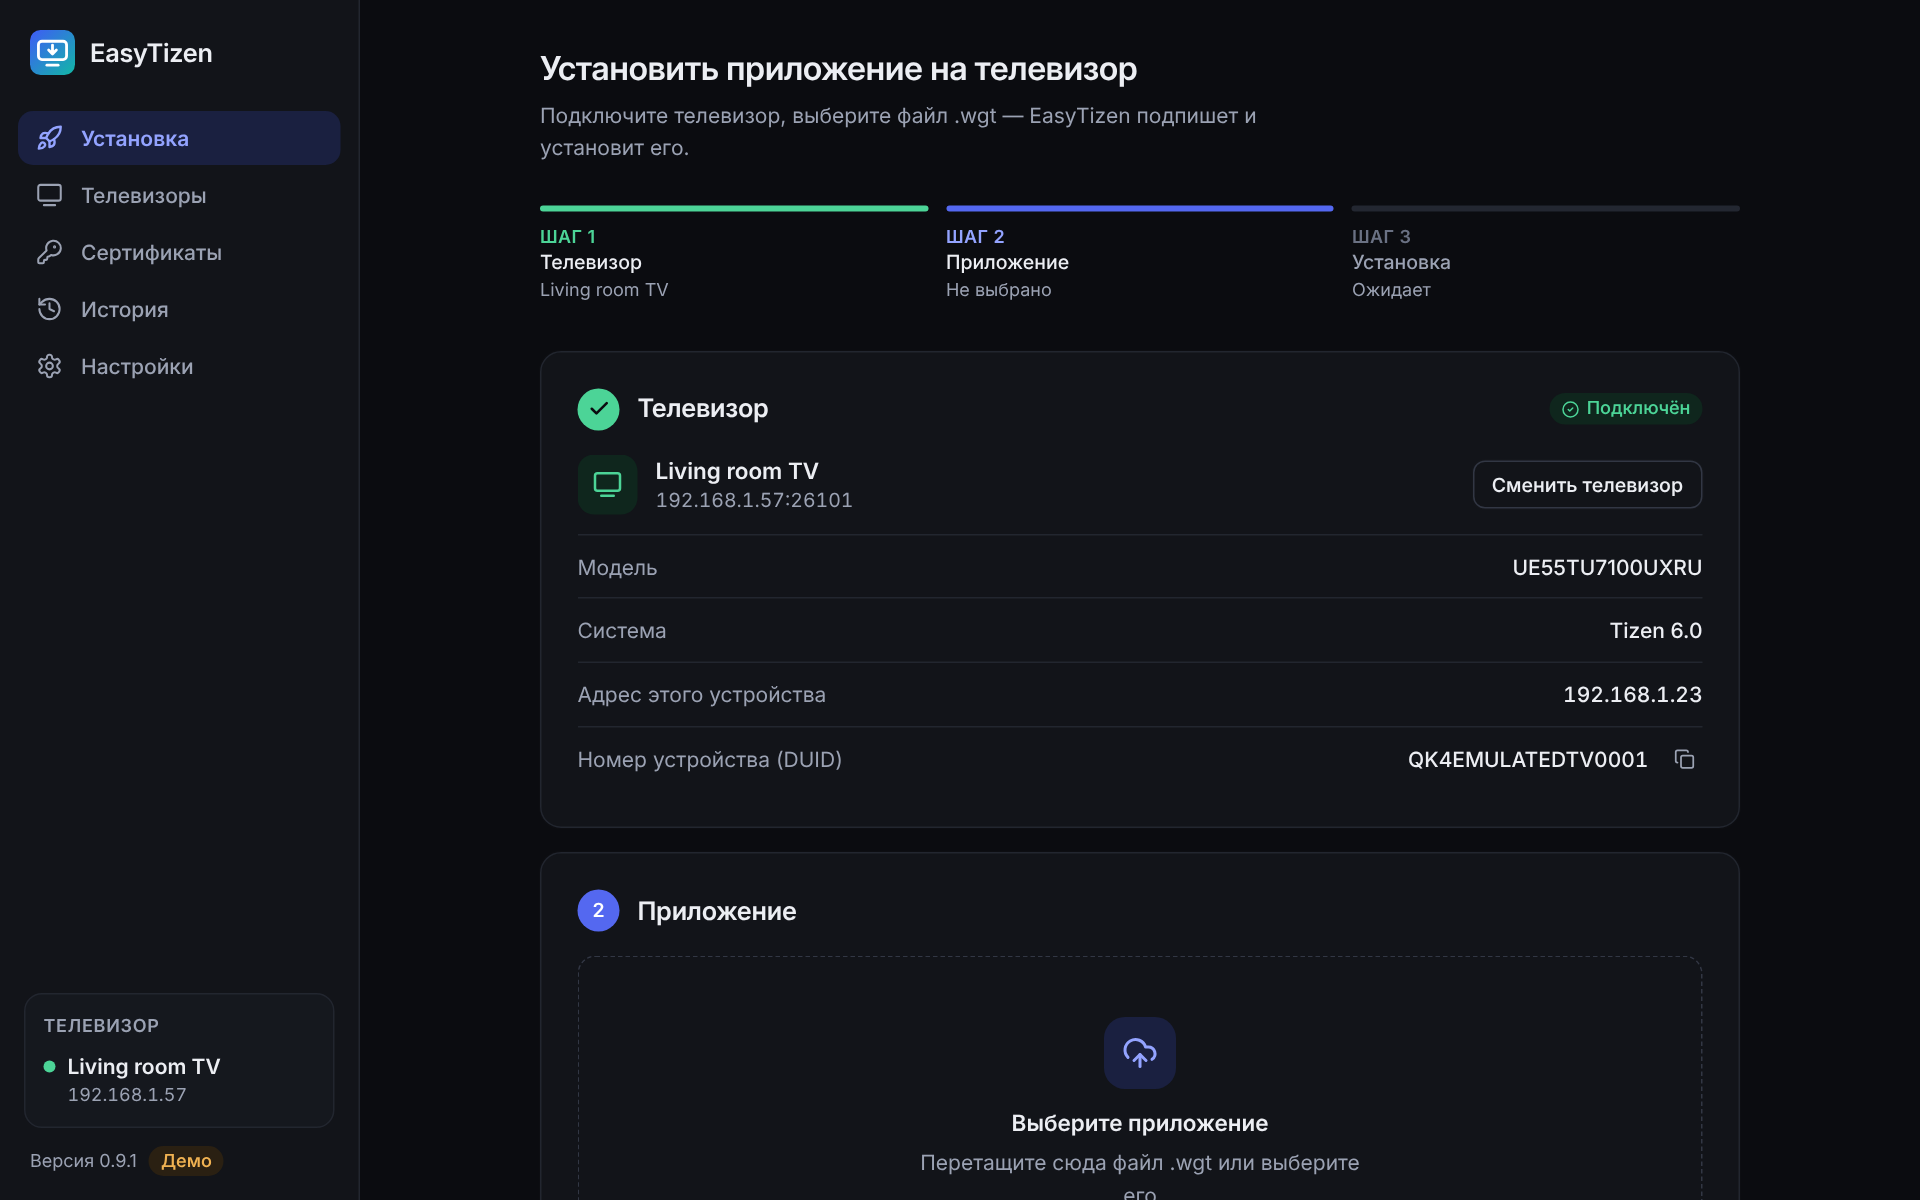 EasyTizen
Установка
Телевизоры
Сертификаты
История
Настройки
ТЕЛЕВИЗОР
Living room TV
192.168.1.57
Версия 0.9.1 Демо
Установить приложение на телевизор
Подключите телевизор, выберите файл .wgt — EasyTizen подпишет и
установит его.
ШАГ 1
Телевизор
Living room TV
ШАГ 2
Приложение
Не выбрано
ШАГ 3
Установка
Ожидает
Телевизор
Подключён
Living room TV
192.168.1.57:26101
Сменить телевизор
Модель UE55TU7100UXRU
Система Tizen 6.0
Адрес этого устройства 192.168.1.23
Номер устройства (DUID) QK4EMULATEDTV0001
2 Приложение
Выберите приложение
Перетащите сюда файл .wgt или выберите
его